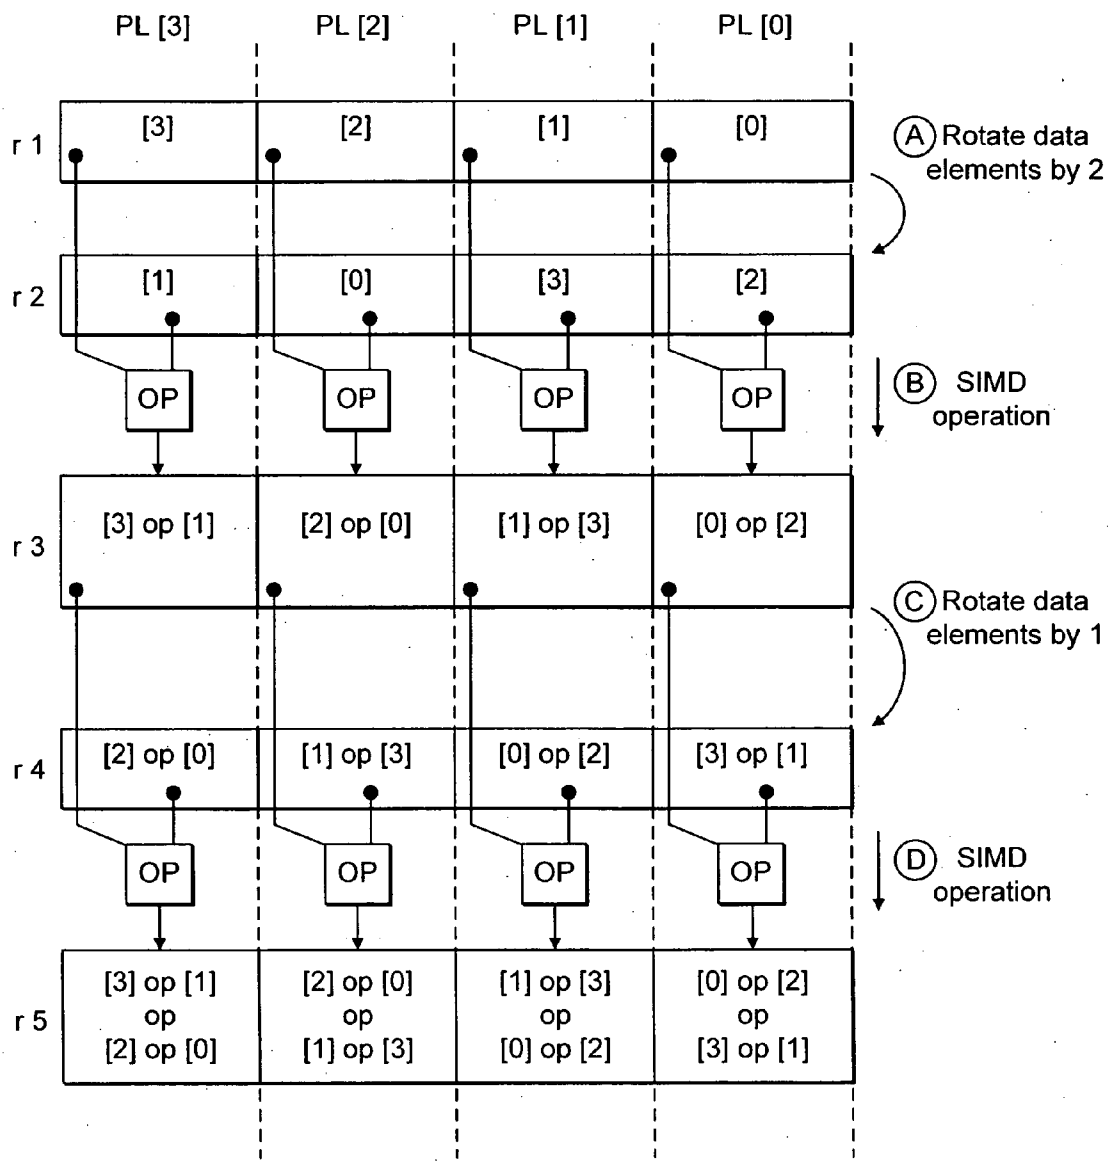 PL [3] PL [2] PL [1] PL [0]
r 1 [3] [2] [1] [0]
A Rotate data
elements by 2
r 2 [1] [0] [3] [2]
OP OP OP OP
B SIMD
operation
r 3 [3] op [1] [2] op [0] [1] op [3] [0] op [2]
C Rotate data
elements by 1
r 4 [2] op [0] [1] op [3] [0] op [2] [3] op [1]
OP OP OP OP
D SIMD
operation
[3] op [1] [2] op [0] [1] op [3] [0] op [2]
r 5 op op op op
[2] op [0] [1] op [3] [0] op [2] [3] op [1]